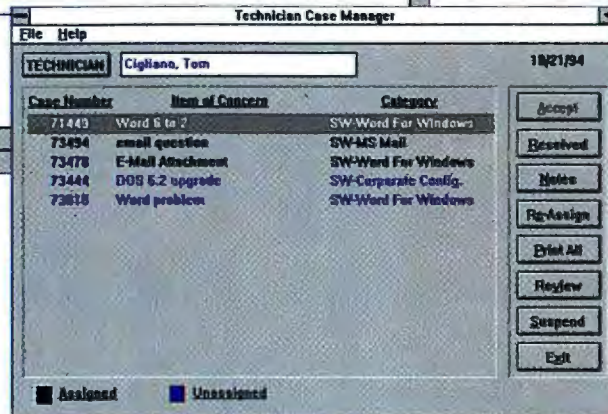 Technician Case Manager
File Help
TECHNICIAN Cigliano, Tom 10/21/94
Case Number Item of Concern Category
71449 Word 6 to 2 SW-Word For Windows
73494 email question SW-MS Mail
73478 E-Mail Attachment SW-Word For Windows
73444 DOS 6.2 upgrade SW-Corporate Config.
73818 Word problem SW-Word For Windows
Accept
Resolved
Notes
Re-Assign
Print All
Review
Suspend
Exit
Assigned Unassigned